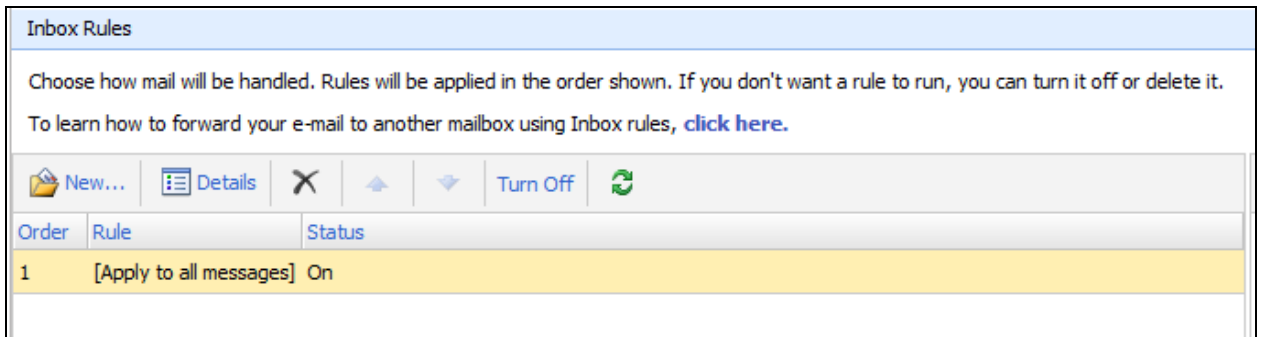 Inbox Rules
Choose how mail will be handled. Rules will be applied in the order shown. If you don't want a rule to run, you can turn it off or delete it.
To learn how to forward your e-mail to another mailbox using Inbox rules, click here.
New... Details Turn Off
Order Rule Status
1 [Apply to all messages] On